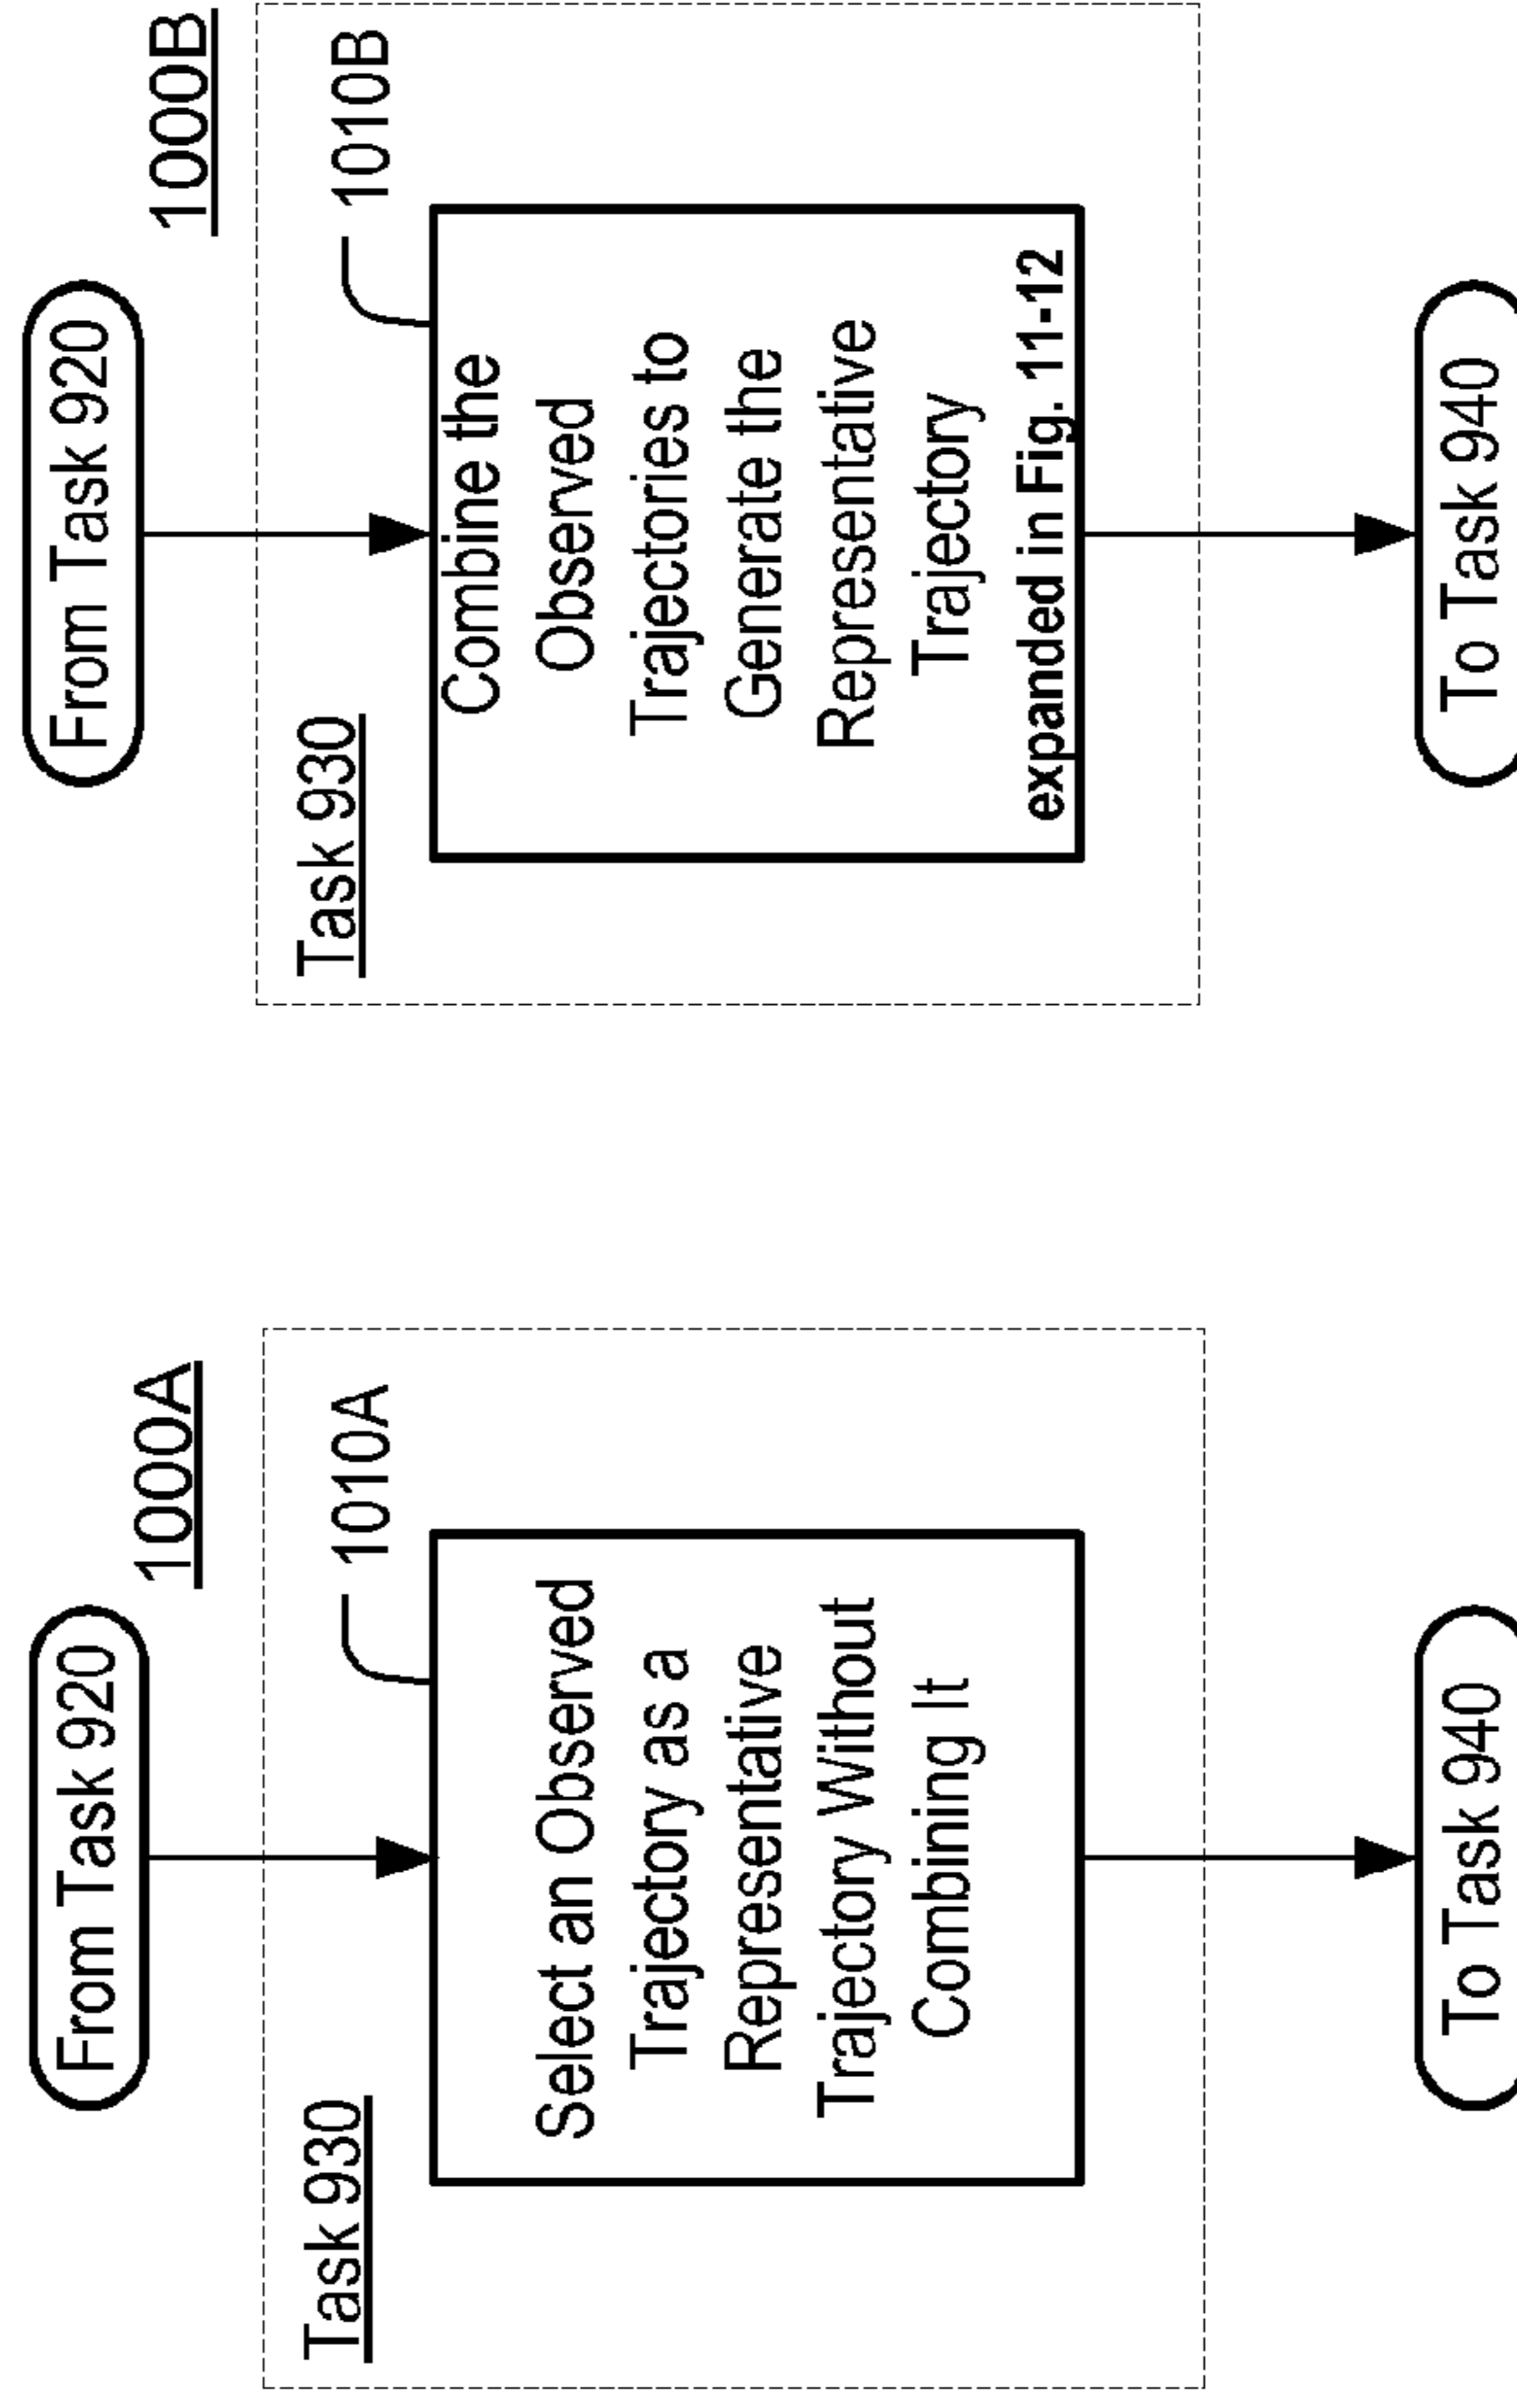 From Task 920
1000A
Task 930
1010A
Select an Observed
Trajectory as a
Representative
Trajectory Without
Combining It
To Task 940
From Task 920
1000B
Task 930
1010B
Combine the
Observed
Trajectories to
Generate the
Representative
Trajectory
expanded in Fig. 11-12
To Task 940